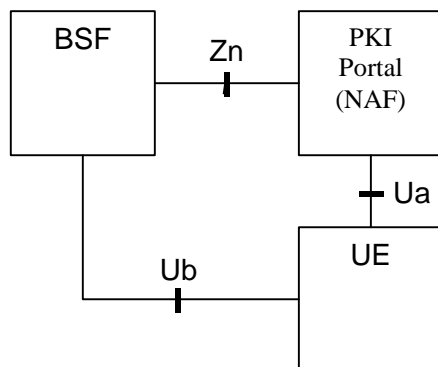 BSF
Zn
PKI
Portal
(NAF)
Ua
Ub
UE